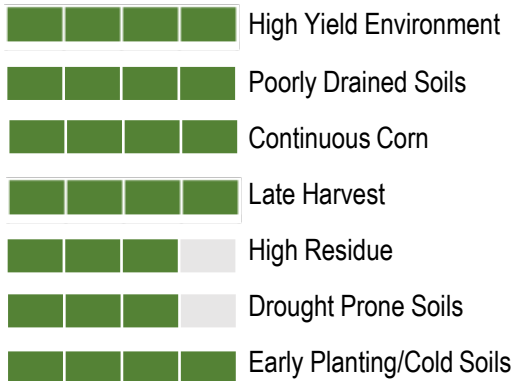 High Yield Environment
Poorly Drained Soils
Continuous Corn
Late Harvest
High Residue
Drought Prone Soils
Early Planting/Cold Soils